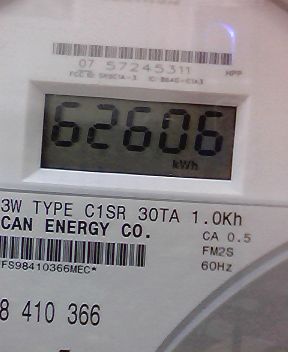 07 57245311 HPP
62606
kWh
3W TYPE C1SR 30TA 1.0Kh
CAN ENERGY CO.
CA 0.5
FM2S
60Hz
FS98410366MEC*
8 410 366